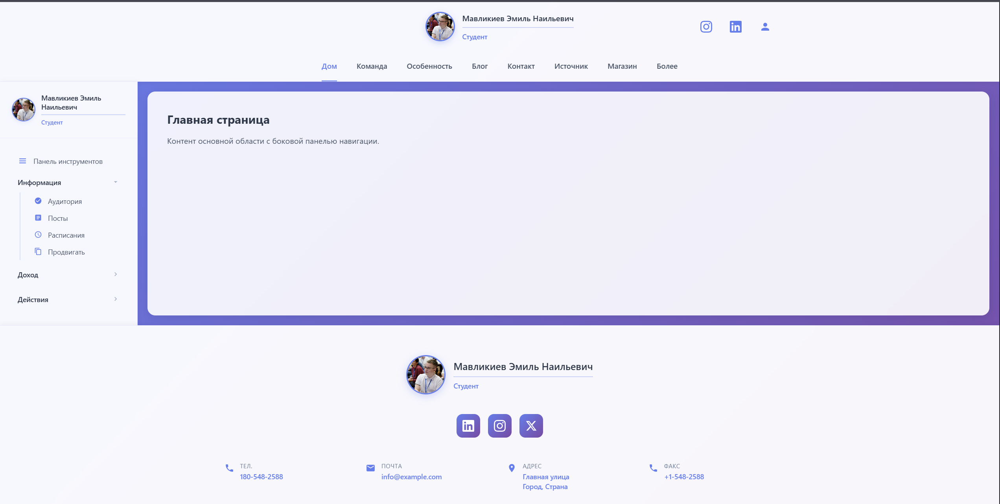 Мавликиев Эмиль Наильевич
Студент
Дом Команда Особенность Блог Контакт Источник Магазин Более
Мавликиев Эмиль
Наильевич
Студент
Панель инструментов
Информация
Аудитория
Посты
Расписания
Продвигать
Доход
Действия
Главная страница
Контент основной области с боковой панелью навигации.
Мавликиев Эмиль Наильевич
Студент
ТЕЛ.
180-548-2588
ПОЧТА
info@example.com
АДРЕС
Главная улица
Город, Страна
ФАКС
+1-548-2588